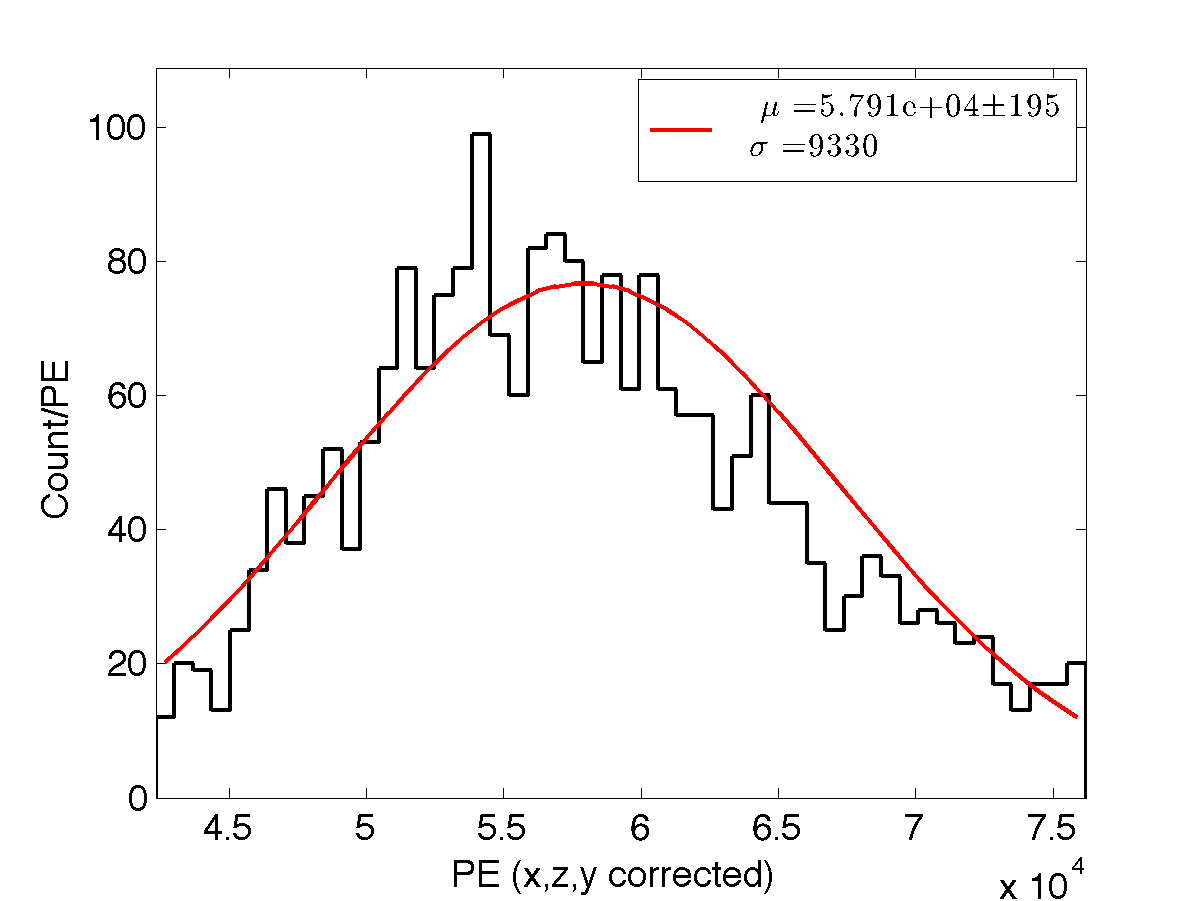 μ =5.791e+04±195
σ =9330
100
80
60
40
20
0
Count/PE
4.5 5 5.5 6 6.5 7 7.5
PE (x,z,y corrected)
x 10⁴